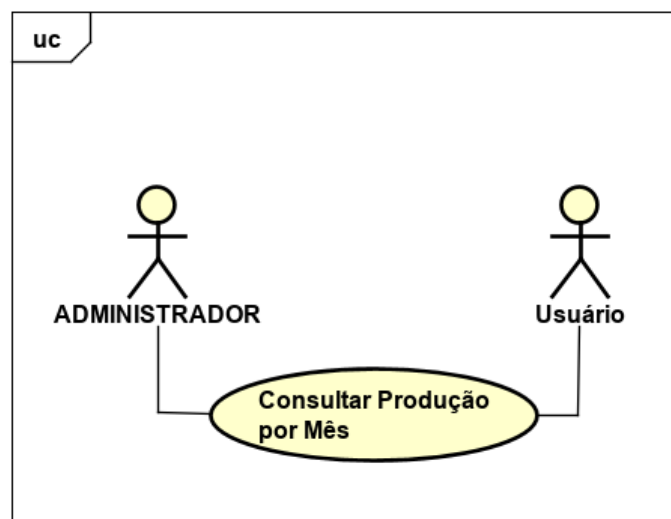 uc
ADMINISTRADOR
Usuário
Consultar Produção
por Mês